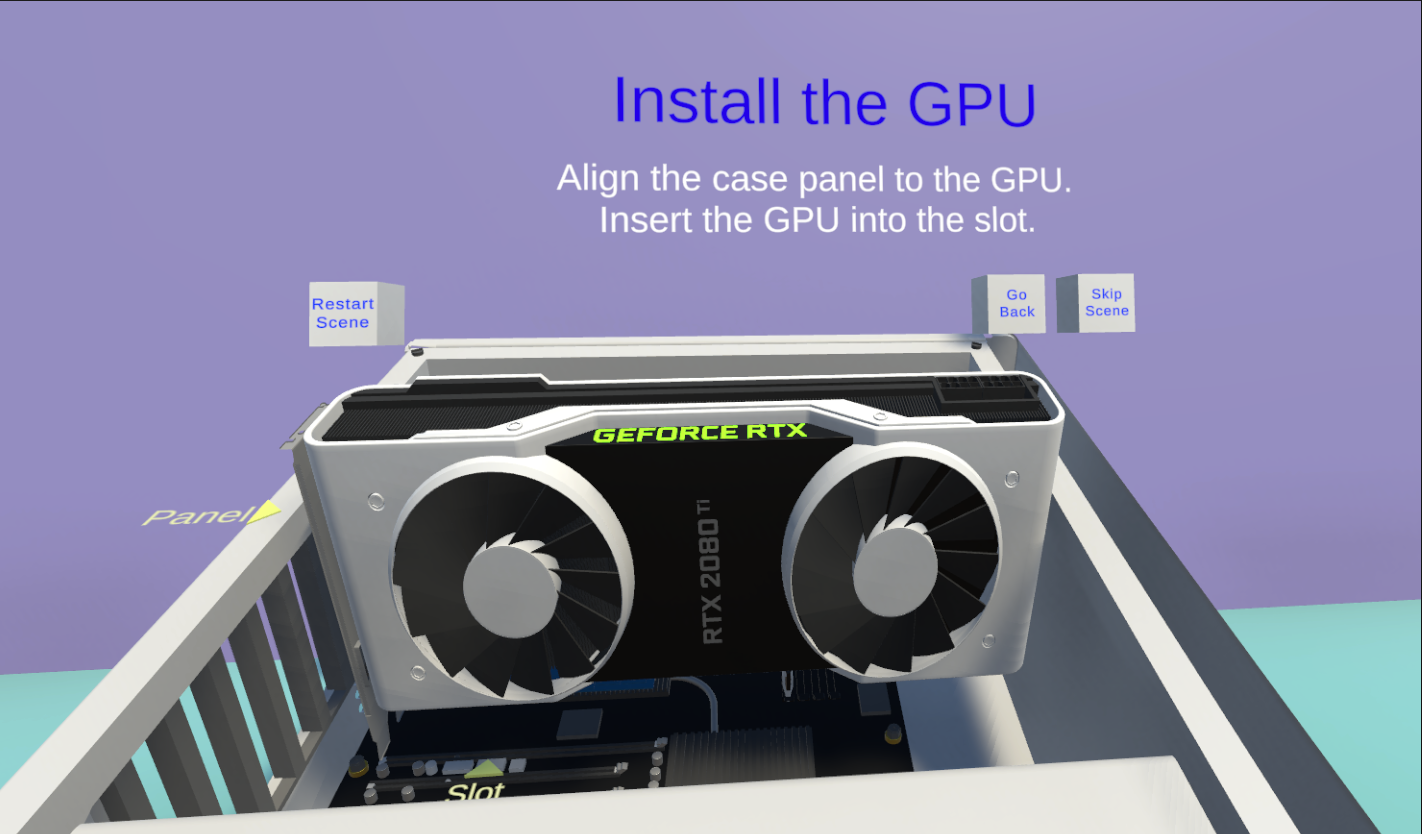 Install the GPU
Align the case panel to the GPU.
Insert the GPU into the slot.
Restart
Scene
Go
Back
Skip
Scene
GEFORCE RTX
Panel
RTX 2080 Ti
Slot